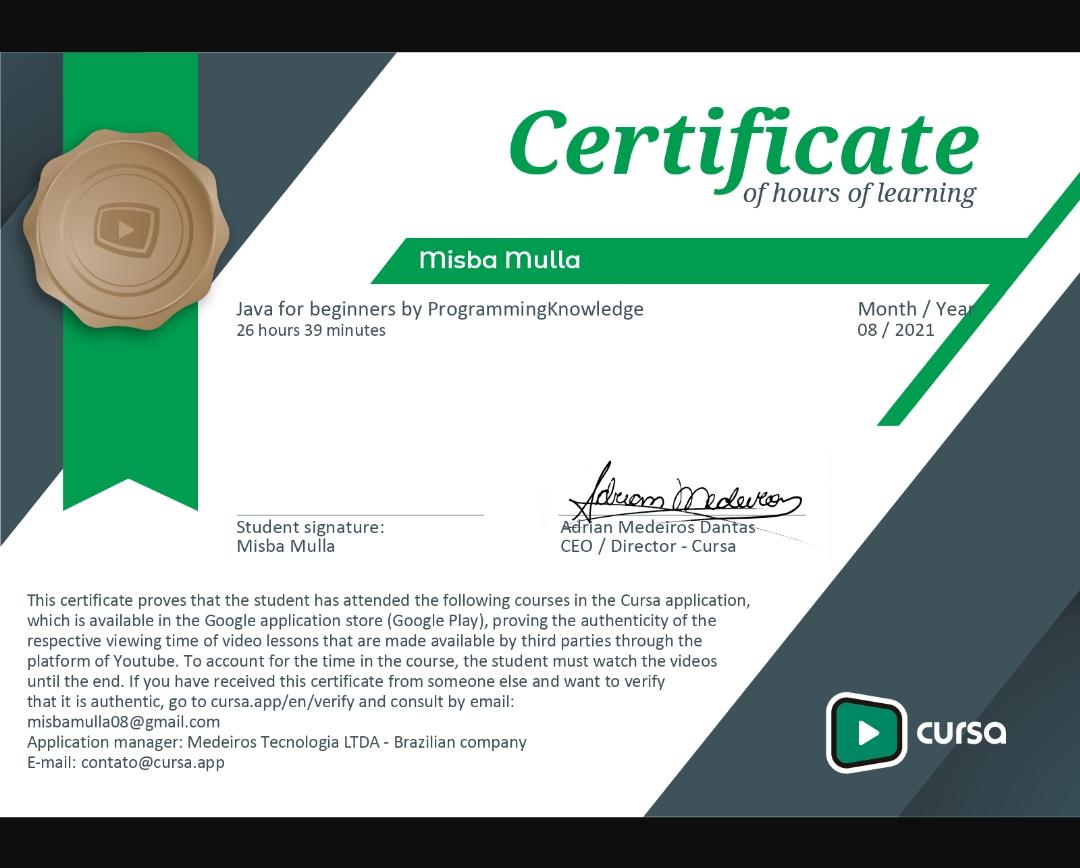 Certificate
of hours of learning
Misba Mulla
Java for beginners by ProgrammingKnowledge
26 hours 39 minutes
Month / Year
08 / 2021
Student signature:
Misba Mulla
Adrian Medeiros
Adrian Medeiros Dantas
CEO / Director - Cursa
This certificate proves that the student has attended the following courses in the Cursa application,
which is available in the Google application store (Google Play), proving the authenticity of the
respective viewing time of video lessons that are made available by third parties through the
platform of Youtube. To account for the time in the course, the student must watch the videos
until the end. If you have received this certificate from someone else and want to verify
that it is authentic, go to cursa.app/en/verify and consult by email:
misbamulla08@gmail.com
Application manager: Medeiros Tecnologia LTDA - Brazilian company
E-mail: contato@cursa.app
cursa